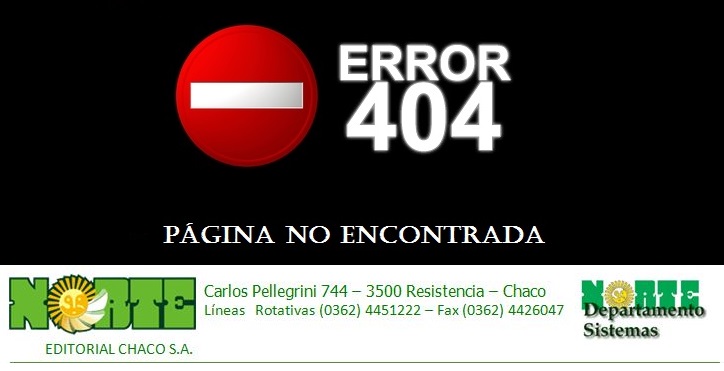 ERROR
404
PÁGINA NO ENCONTRADA
NORTE
Carlos Pellegrini 744 – 3500 Resistencia – Chaco
Líneas Rotativas (0362) 4451222 – Fax (0362) 4426047
EDITORIAL CHACO S.A.
NORTE
Departamento
Sistemas